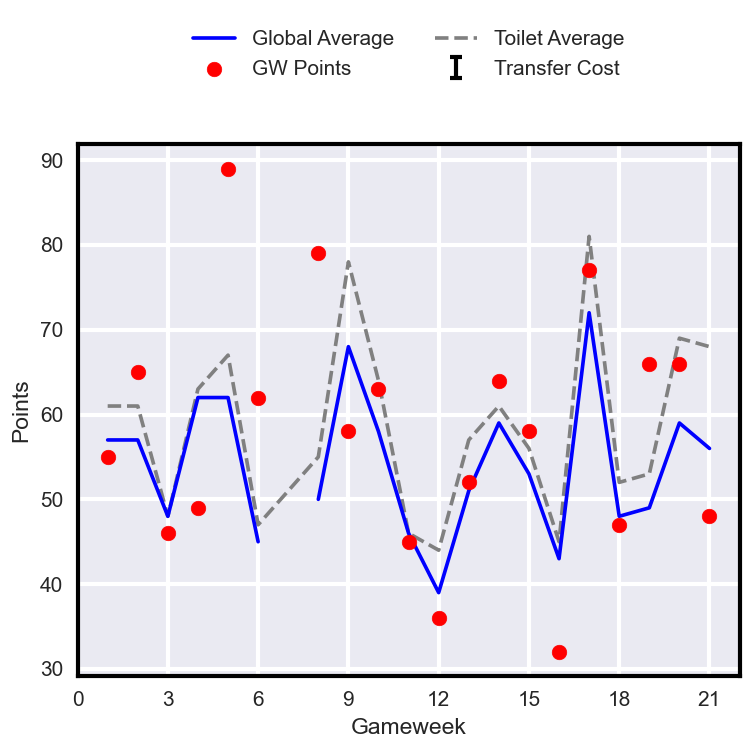 Global Average
Toilet Average
GW Points
Transfer Cost
90
80
70
60
50
40
30
Points
0 3 6 9 12 15 18 21
Gameweek